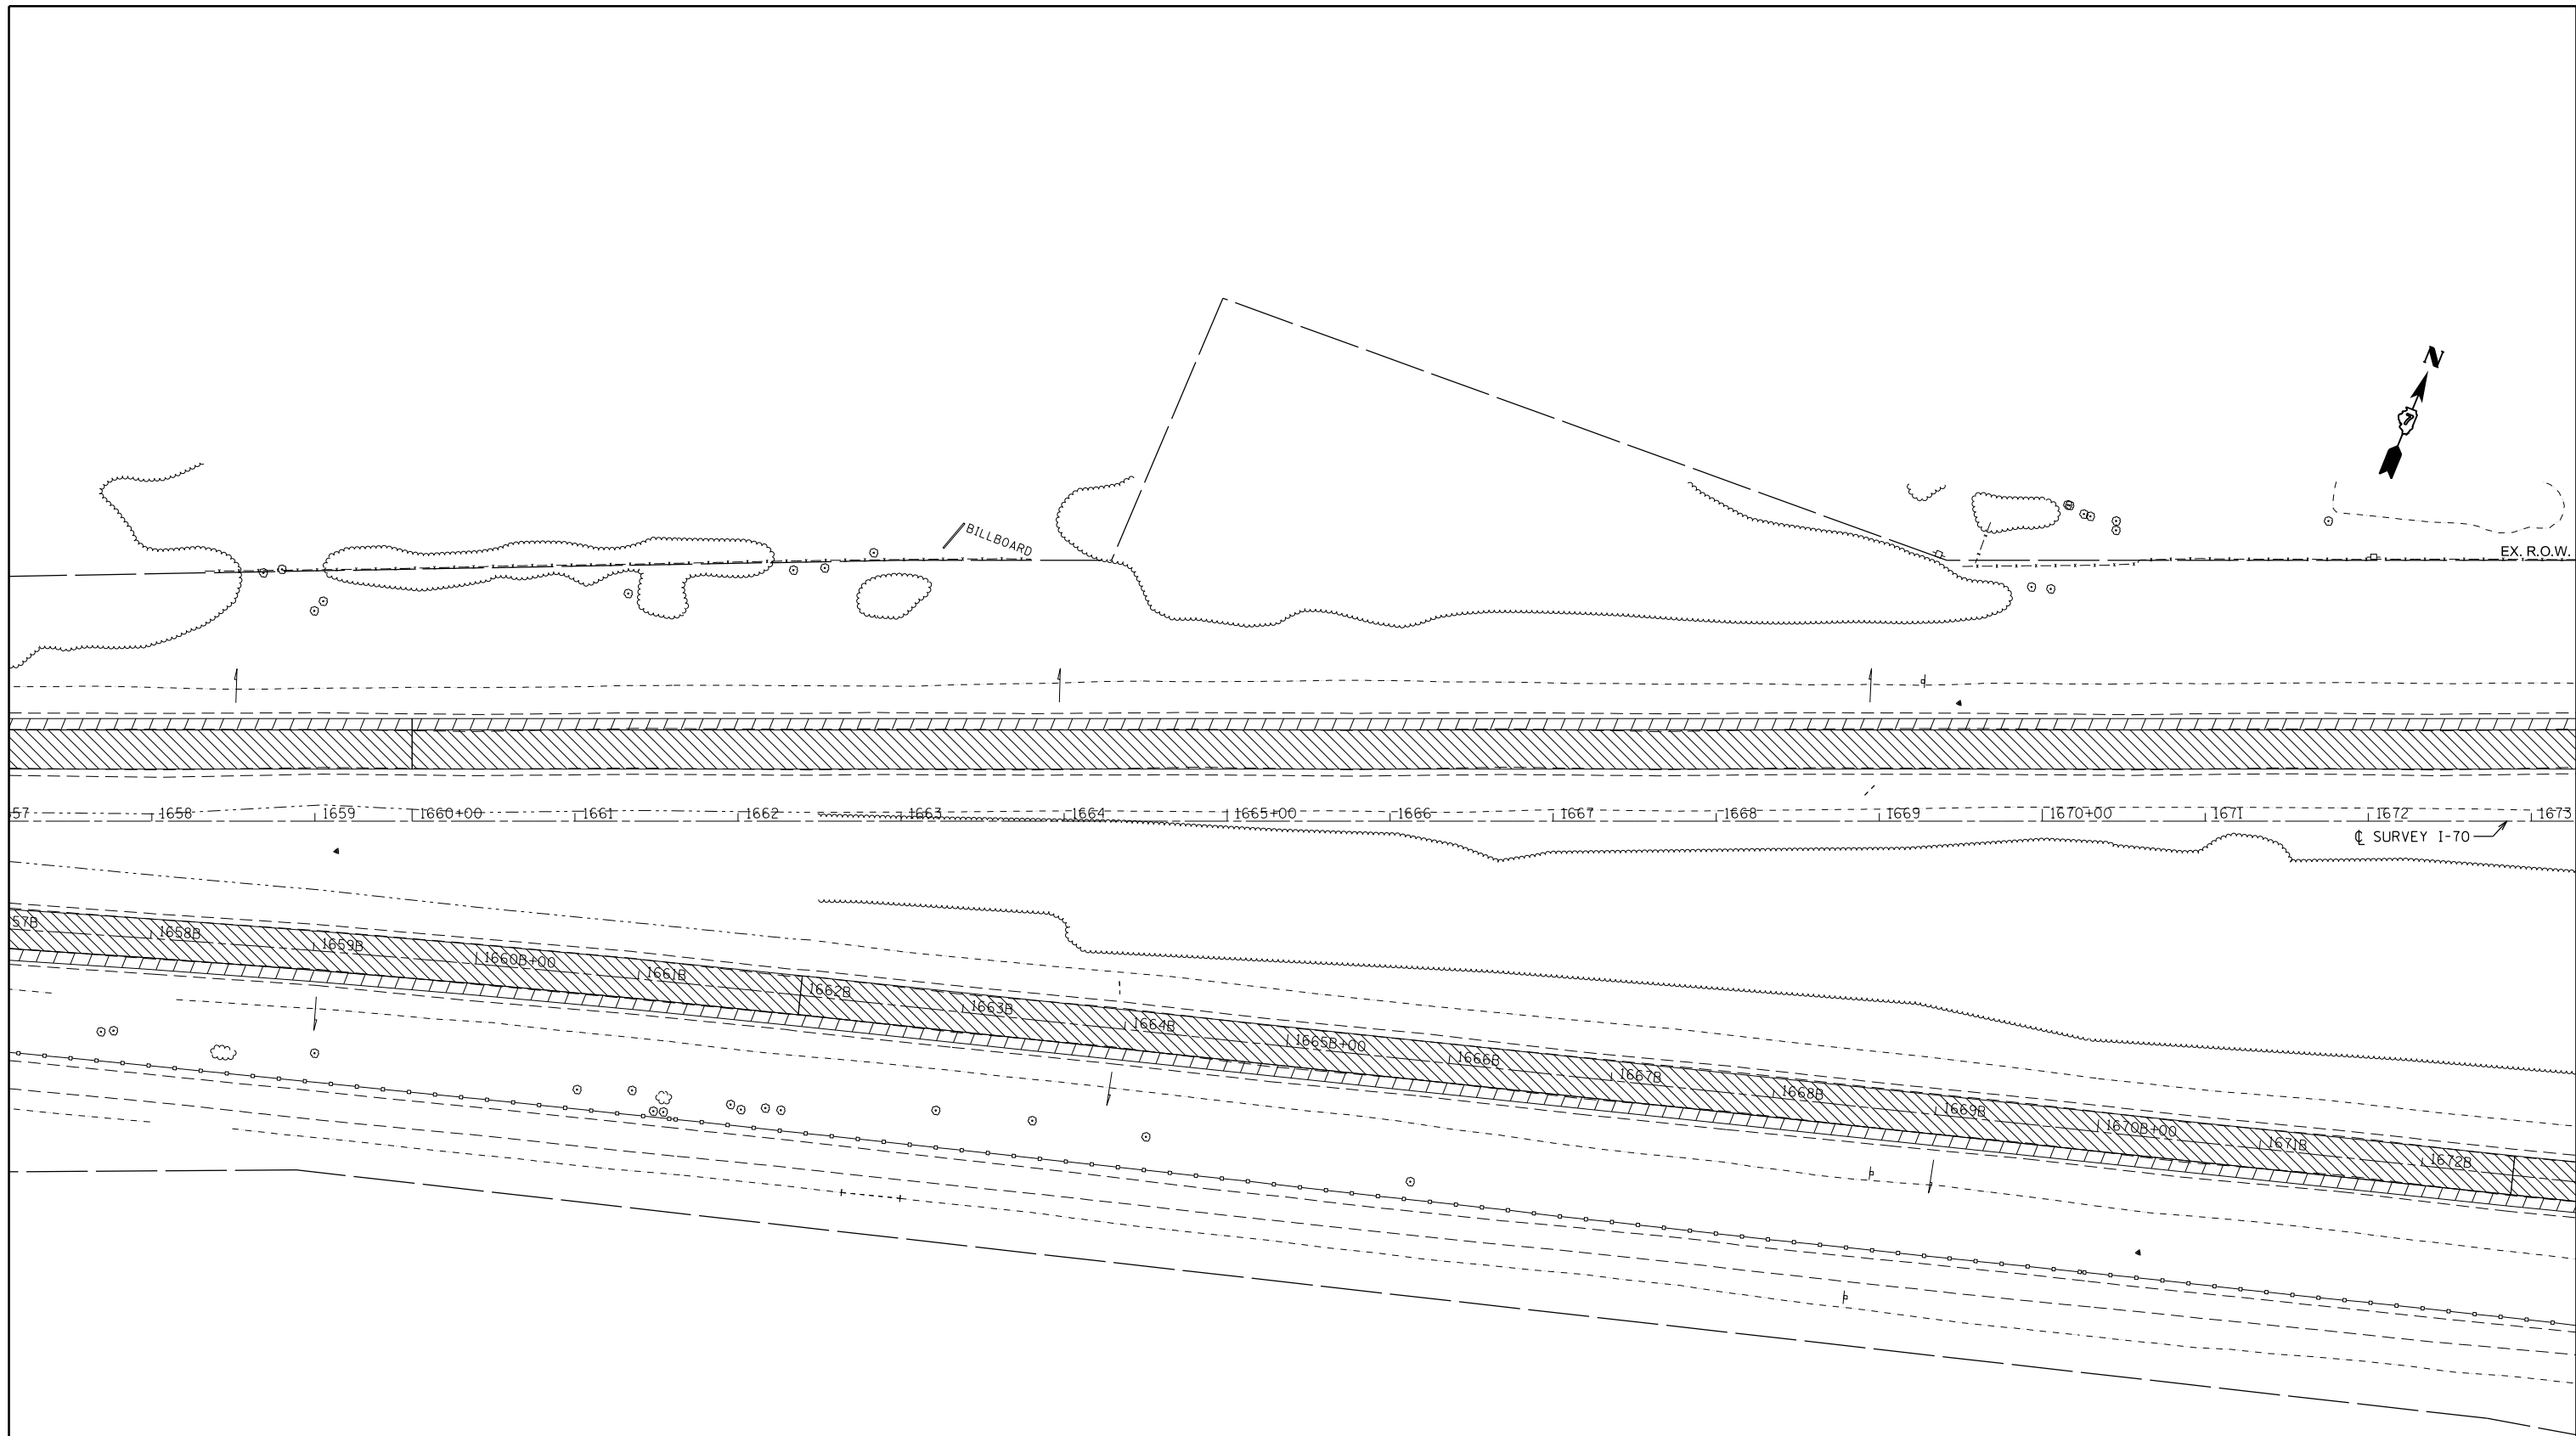 N
7
BILLBOARD
EX. R.O.W.
57 1658 1659 1660+00 1661 1662 1663 1664 1665+00 1666 1667 1668 1669 1670+00 1671 1672 1673
℄ SURVEY I-70
57B 1658B 1659B 1660B+00 1661B 1662B 1663B 1664B 1665B+00 1666B 1667B 1668B 1669B 1670B+00 1671B 1672B